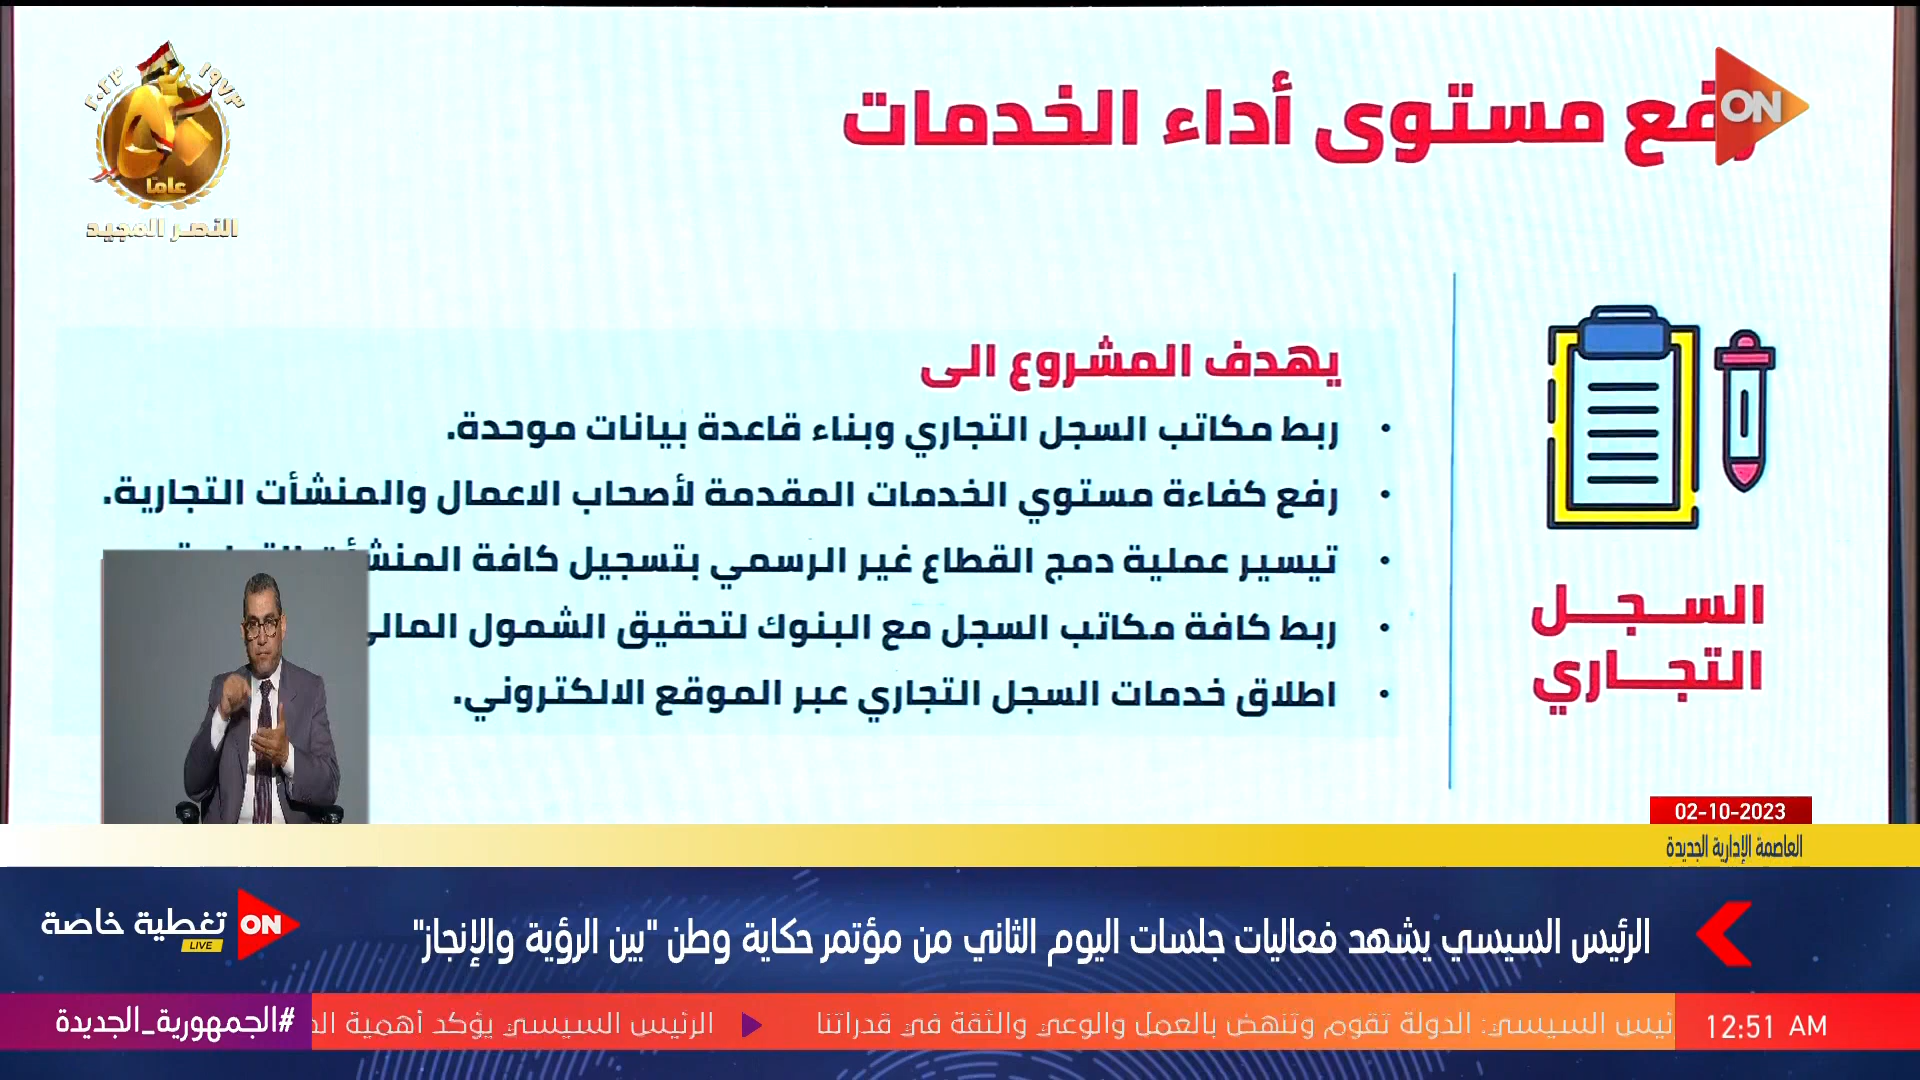 ١٩٧٣
٢٠٢٣
عاما
النصر المجيد
ON
رفع مستوى أداء الخدمات
السجل
التجاري
يهدف المشروع الى
• ربط مكاتب السجل التجاري وبناء قاعدة بيانات موحدة.
• رفع كفاءة مستوي الخدمات المقدمة لأصحاب الاعمال والمنشأت التجارية.
• تيسير عملية دمج القطاع غير الرسمي بتسجيل كافة
• ربط كافة مكاتب السجل مع البنوك لتحقيق الشمول المالي
• اطلاق خدمات السجل التجاري عبر الموقع الالكتروني.
02-10-2023
العاصمة الإدارية الجديدة
الرئيس السيسي يشهد فعاليات جلسات اليوم الثاني من مؤتمر حكاية وطن "بين الرؤية والإنجاز"
ON تغطية خاصة
LIVE
12:51 AM
السيسي: الدولة تقوم وتنهض بالعمل والوعي والثقة في قدراتنا
الرئيس السيسي يؤكد أهمية
#الجمهورية_الجديدة